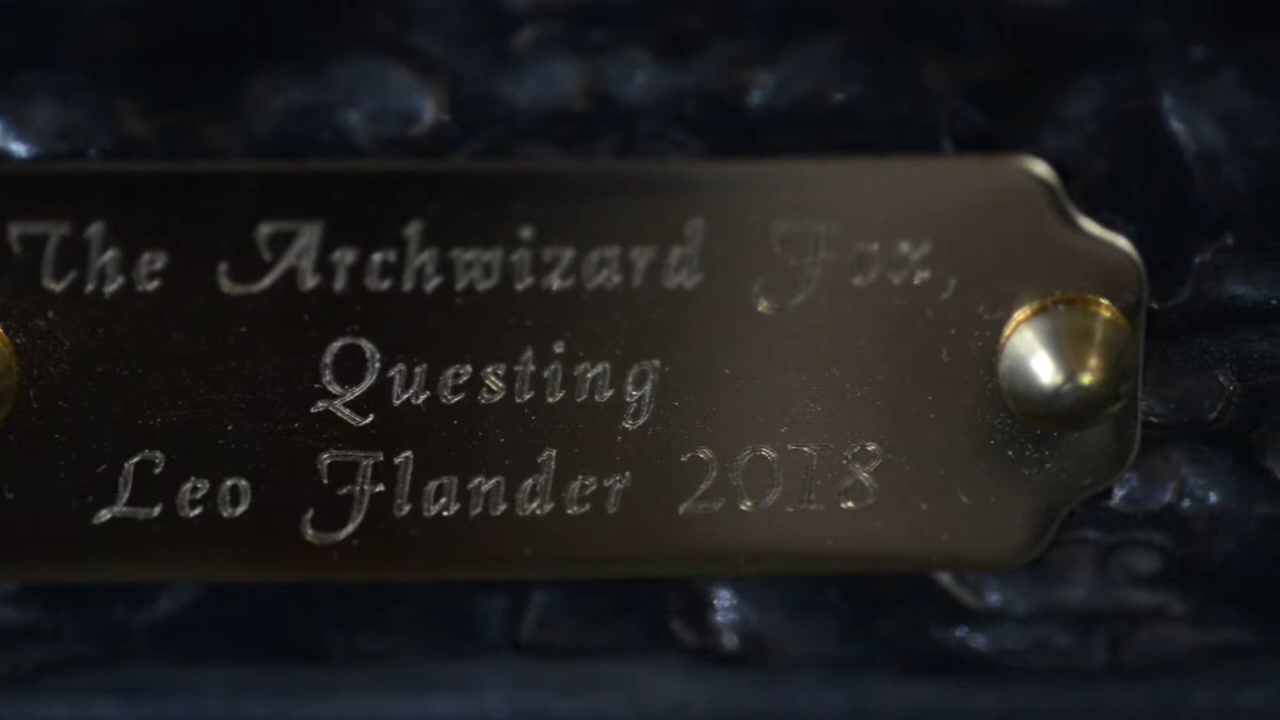 The Archwizard Fox,
Questing
Leo Flander 2018